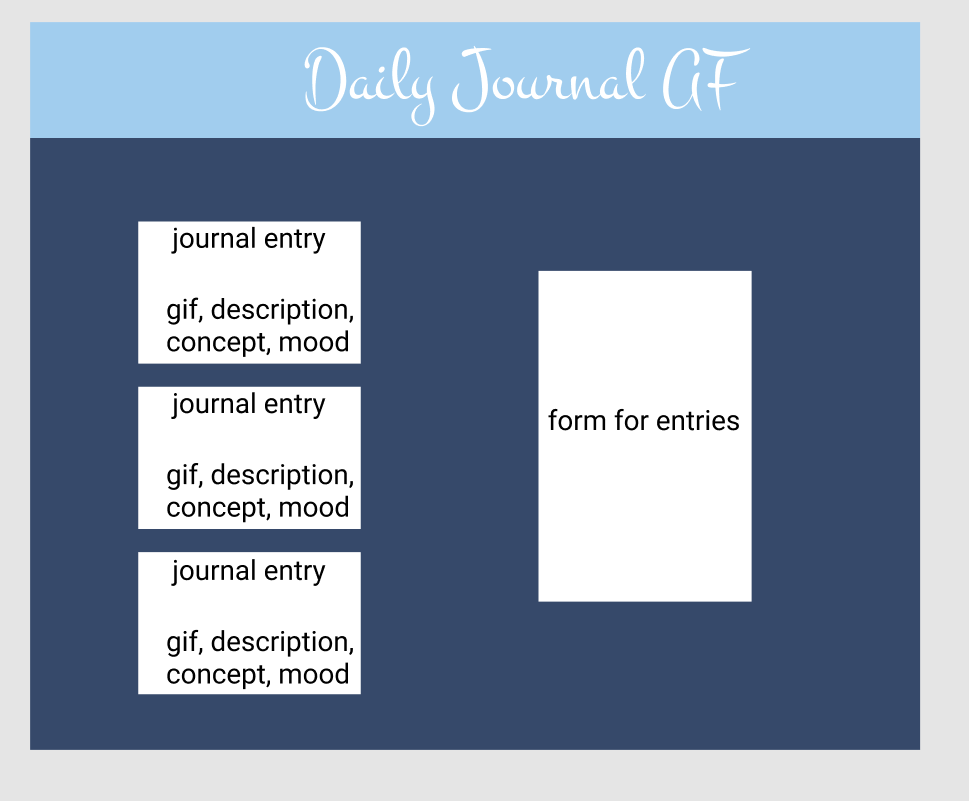 Daily Journal GF
journal entry
gif, description,
concept, mood
journal entry
gif, description,
concept, mood
journal entry
gif, description,
concept, mood
form for entries